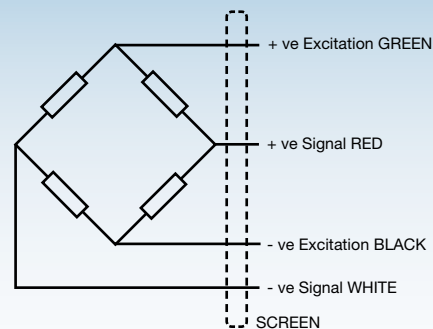 + ve Excitation GREEN
+ ve Signal RED
- ve Excitation BLACK
- ve Signal WHITE
SCREEN